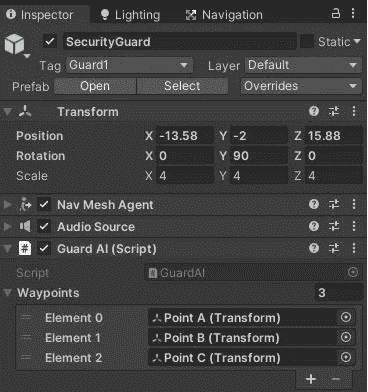 Inspector Lighting Navigation
SecurityGuard Static
Tag Guard1 Layer Default
Prefab Open Select Overrides
Transform
Position X -13.58 Y -2 Z 15.88
Rotation X 0 Y 90 Z 0
Scale X 4 Y 4 Z 4
Nav Mesh Agent
Audio Source
# Guard AI (Script)
Script # GuardAI
Waypoints 3
Element 0 Point A (Transform)
Element 1 Point B (Transform)
Element 2 Point C (Transform)
+ −